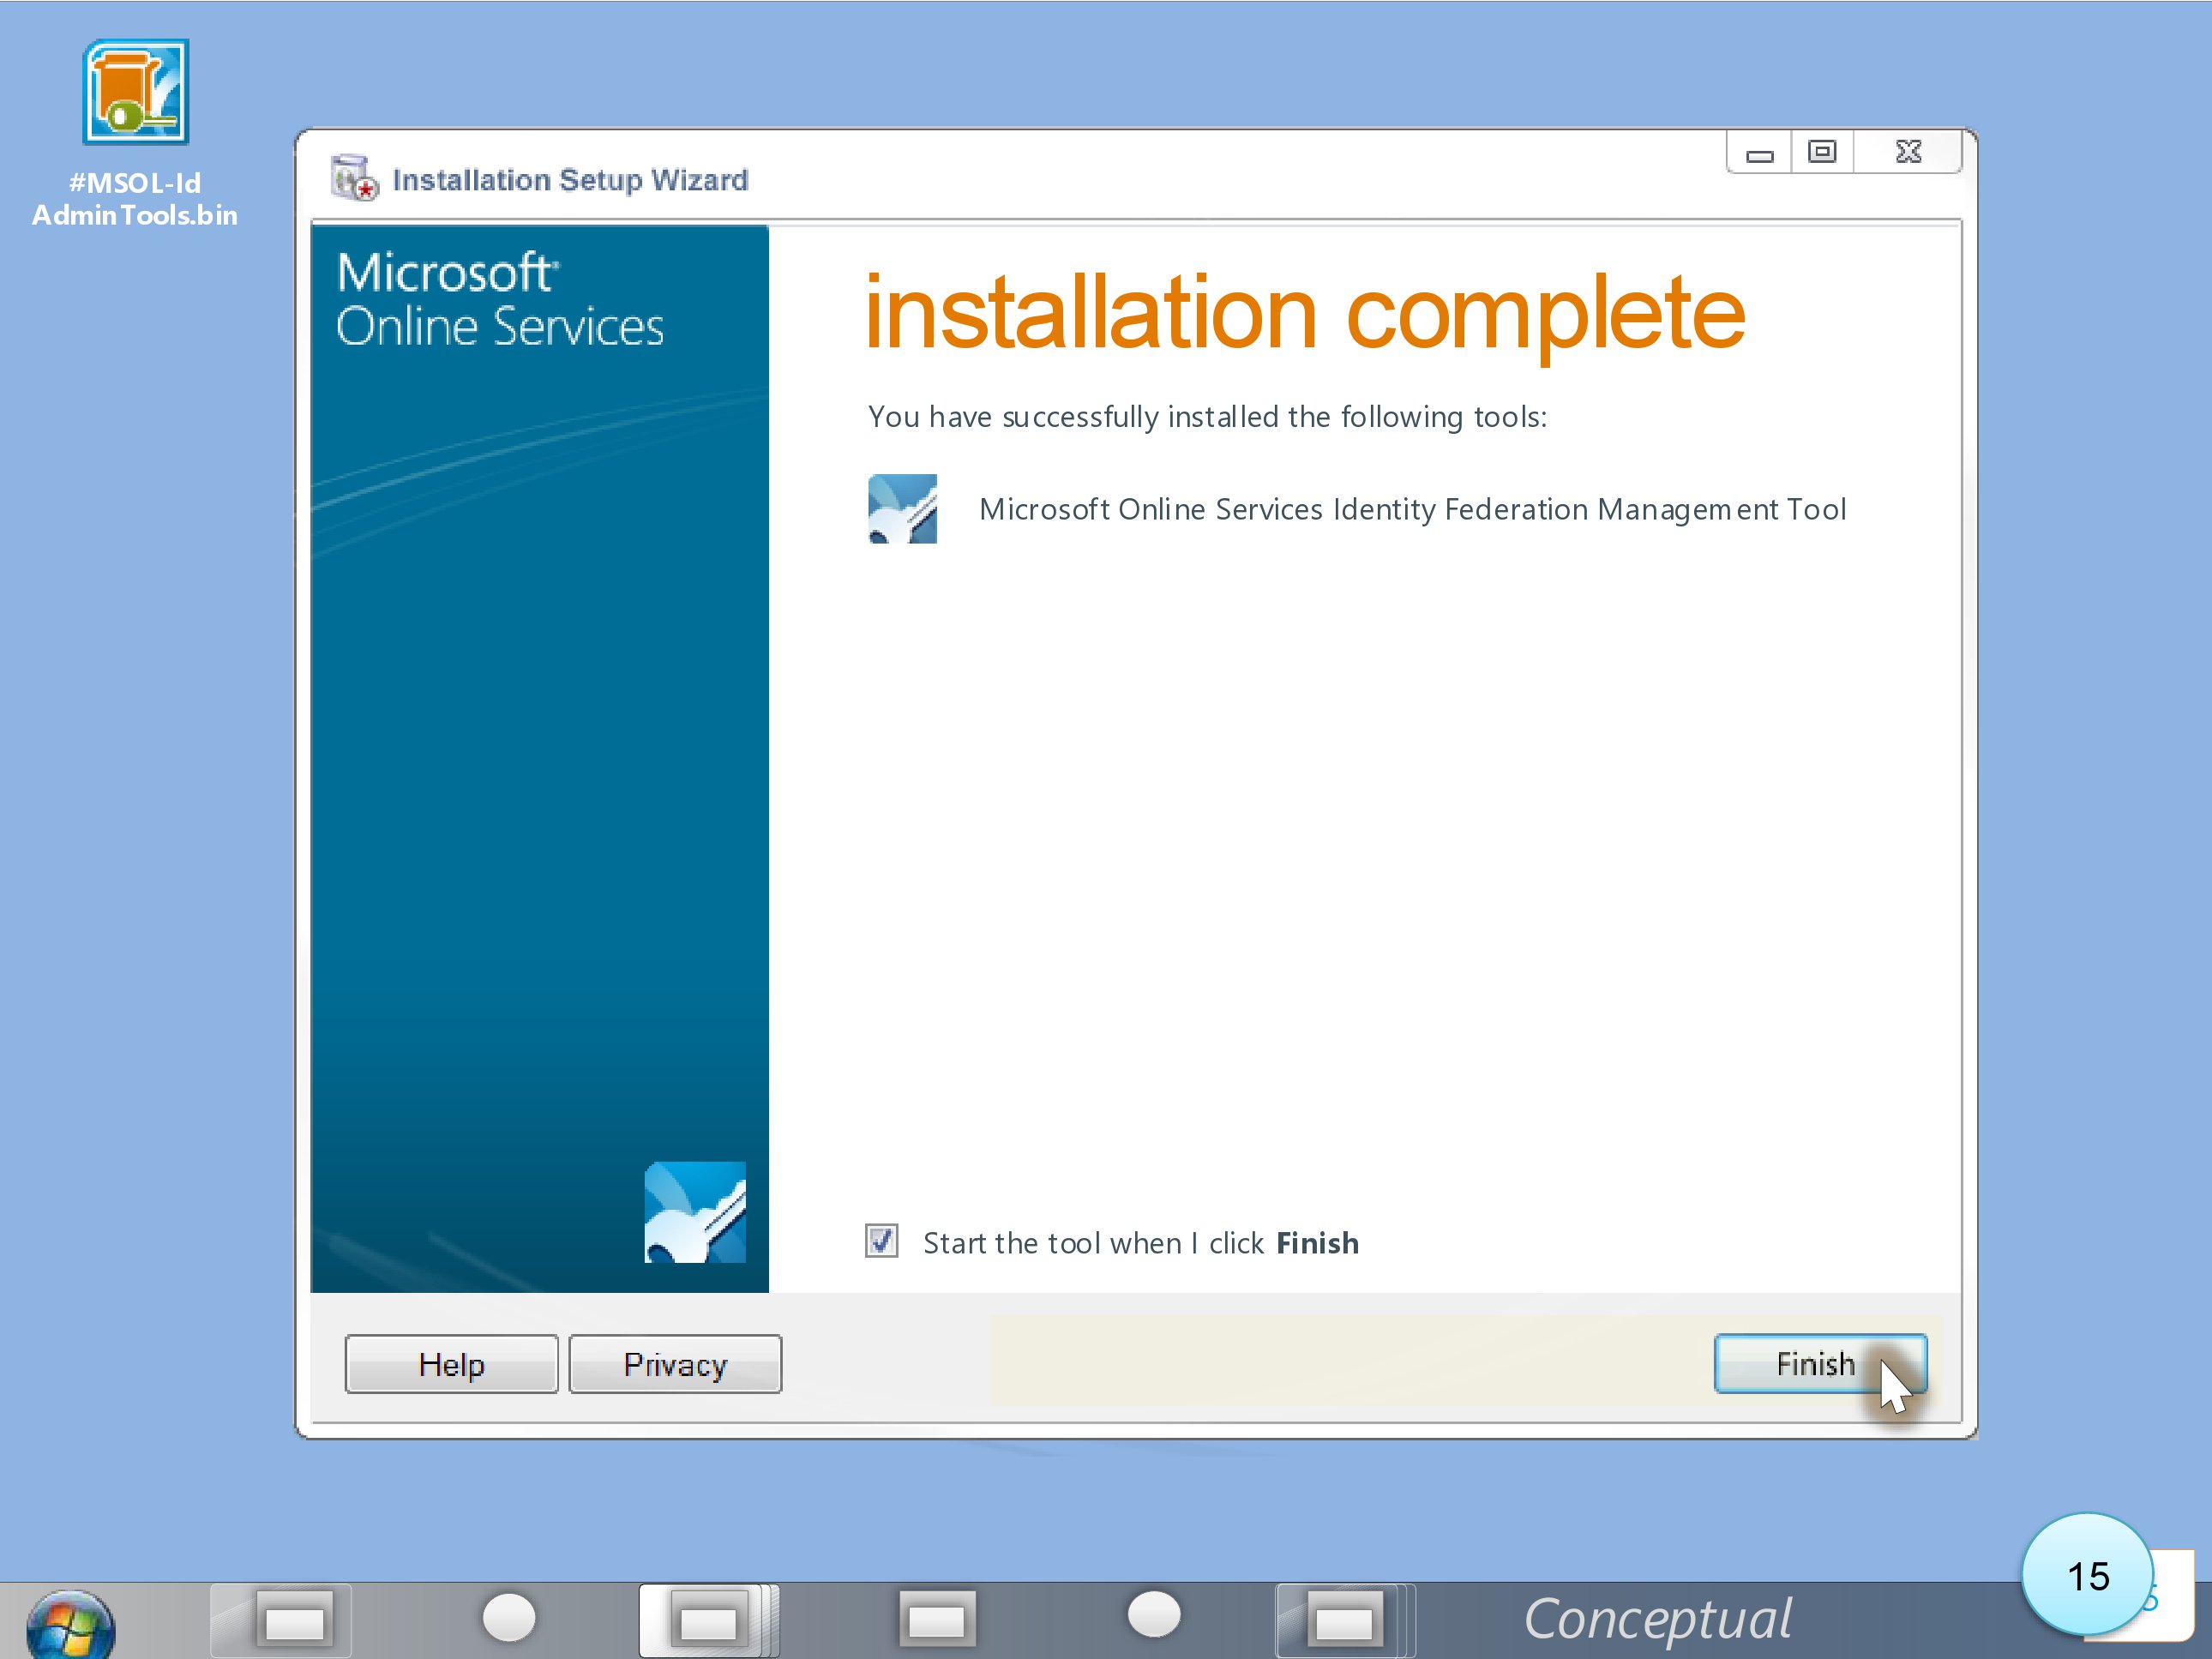 #MSOL-Id
AdminTools.bin
Installation Setup Wizard
Microsoft®
Online Services
installation complete
You have successfully installed the following tools:
Microsoft Online Services Identity Federation Management Tool
Start the tool when I click Finish
Help
Privacy
Finish
15
Conceptual